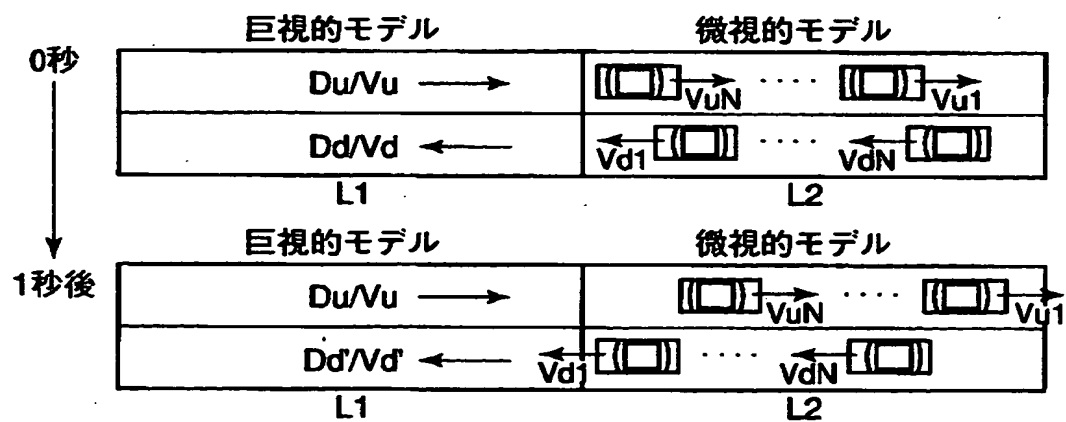 巨視的モデル 微視的モデル
0秒 Du/Vu VuN ‥‥ Vu1
Dd/Vd Vd1 ‥‥ VdN
L1 L2
巨視的モデル 微視的モデル
1秒後 Du/Vu VuN ‥‥ Vu1
Dd'/Vd' Vd1 ‥‥ VdN
L1 L2